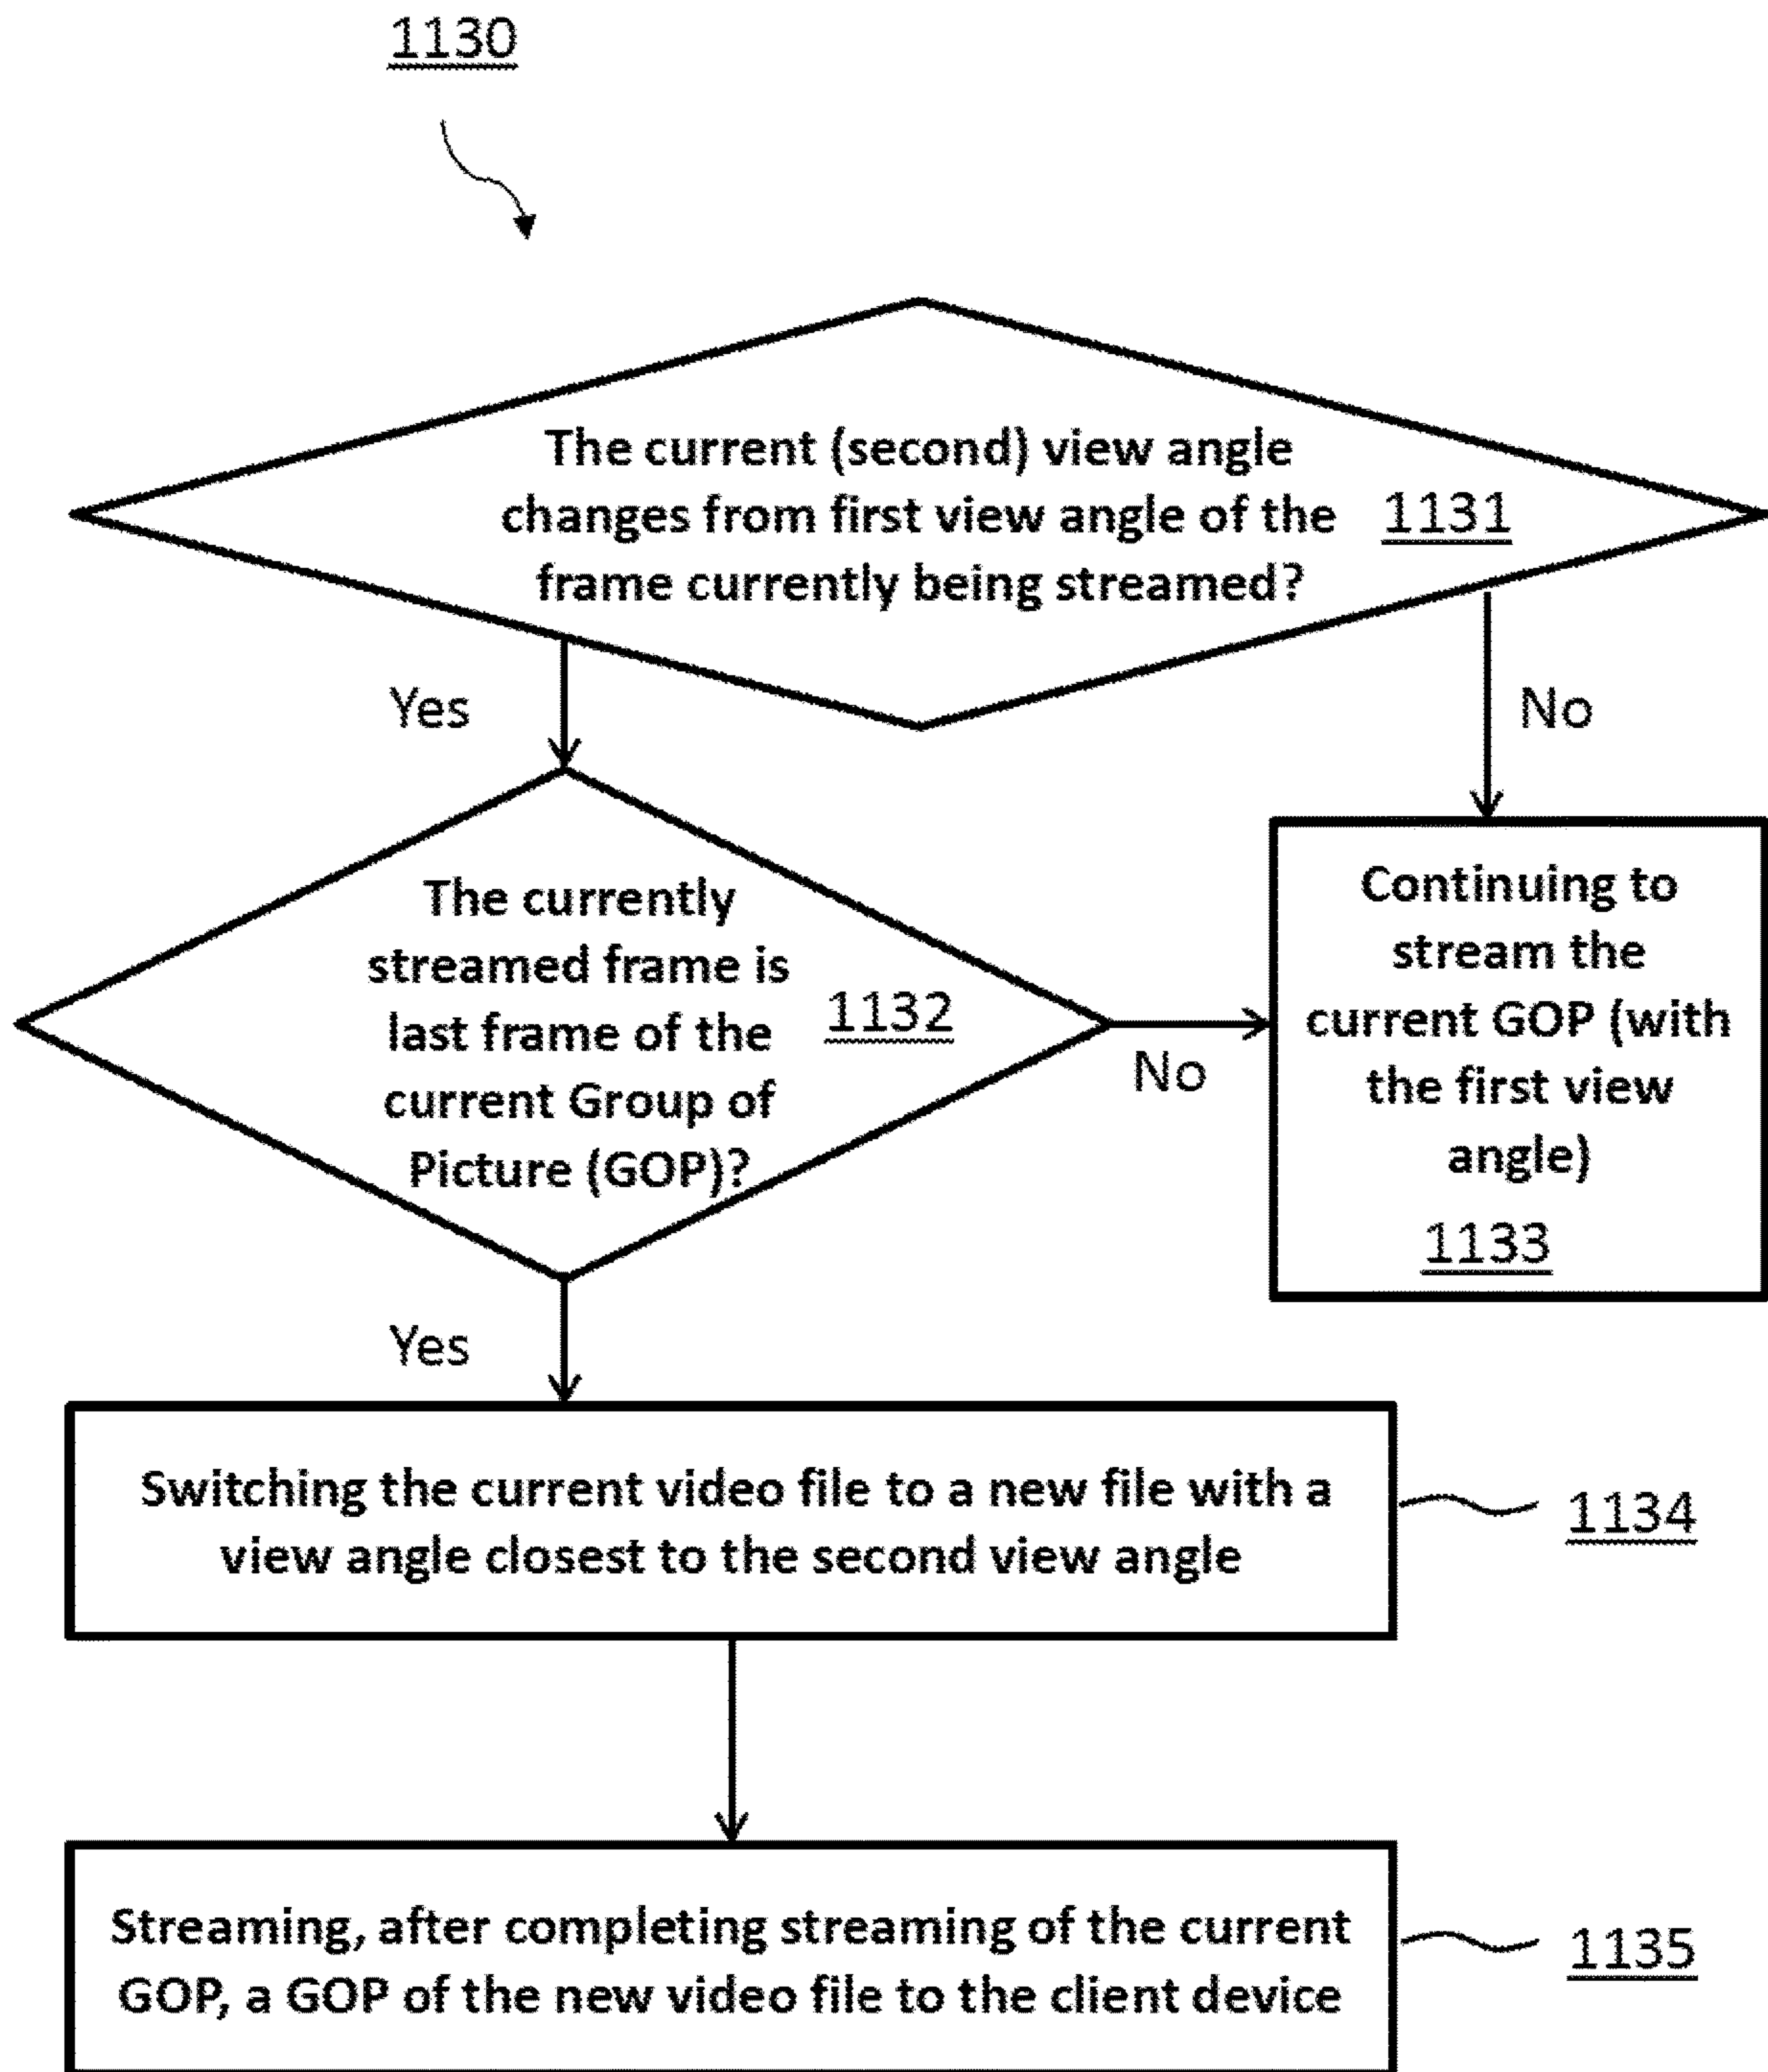 1130
The current (second) view angle
changes from first view angle of the
frame currently being streamed?
1131
Yes
No
The currently
streamed frame is
last frame of the
current Group of
Picture (GOP)?
1132
No
Continuing to
stream the
current GOP (with
the first view
angle)
1133
Yes
Switching the current video file to a new file with a
view angle closest to the second view angle
1134
Streaming, after completing streaming of the current
GOP, a GOP of the new video file to the client device
1135